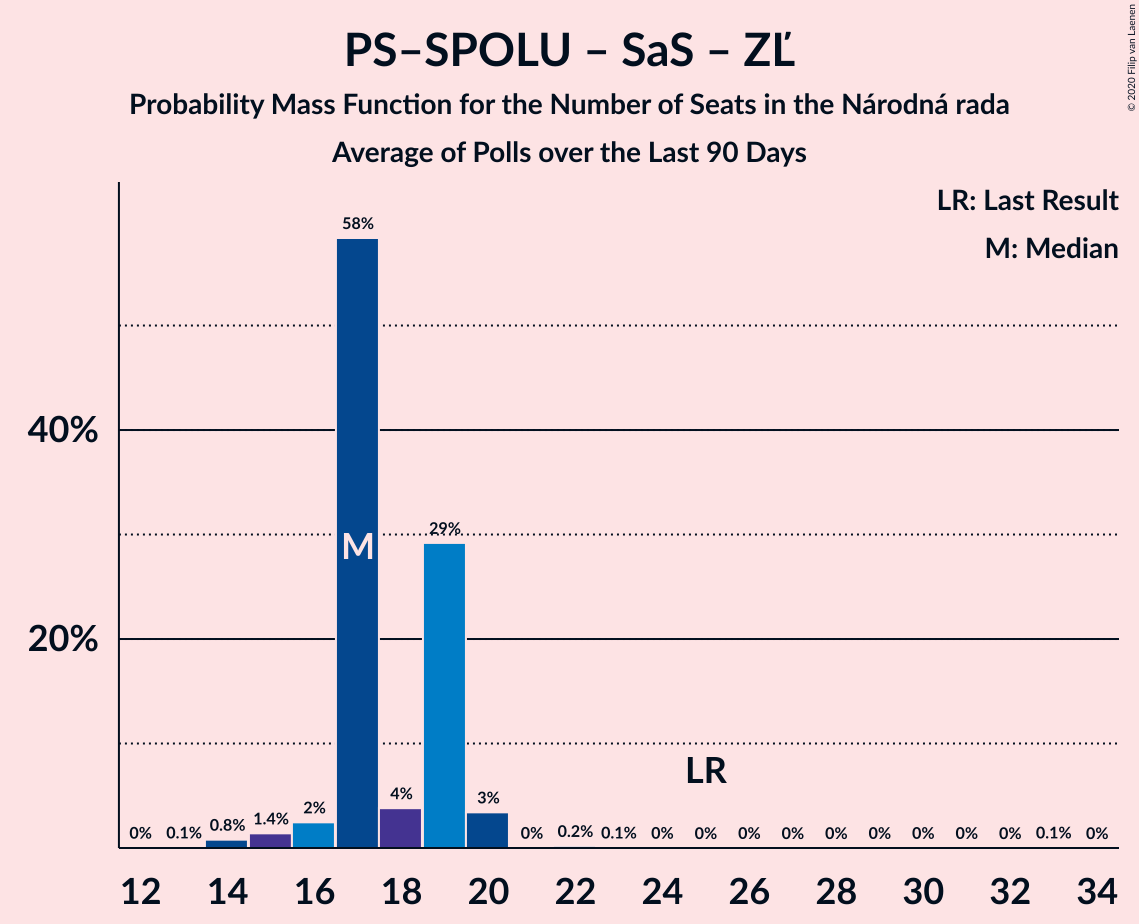 PS–SPOLU – SaS – ZĽ
Probability Mass Function for the Number of Seats in the Národná rada
Average of Polls over the Last 90 Days
© 2020 Filip van Laenen
LR: Last Result
M: Median
40%
20%
0% 0.1% 0.8% 1.4% 2% 58% 4% 29% 3% 0% 0.2% 0.1% 0% 0% 0% 0% 0% 0% 0% 0% 0% 0.1% 0%
M
LR
12 14 16 18 20 22 24 26 28 30 32 34